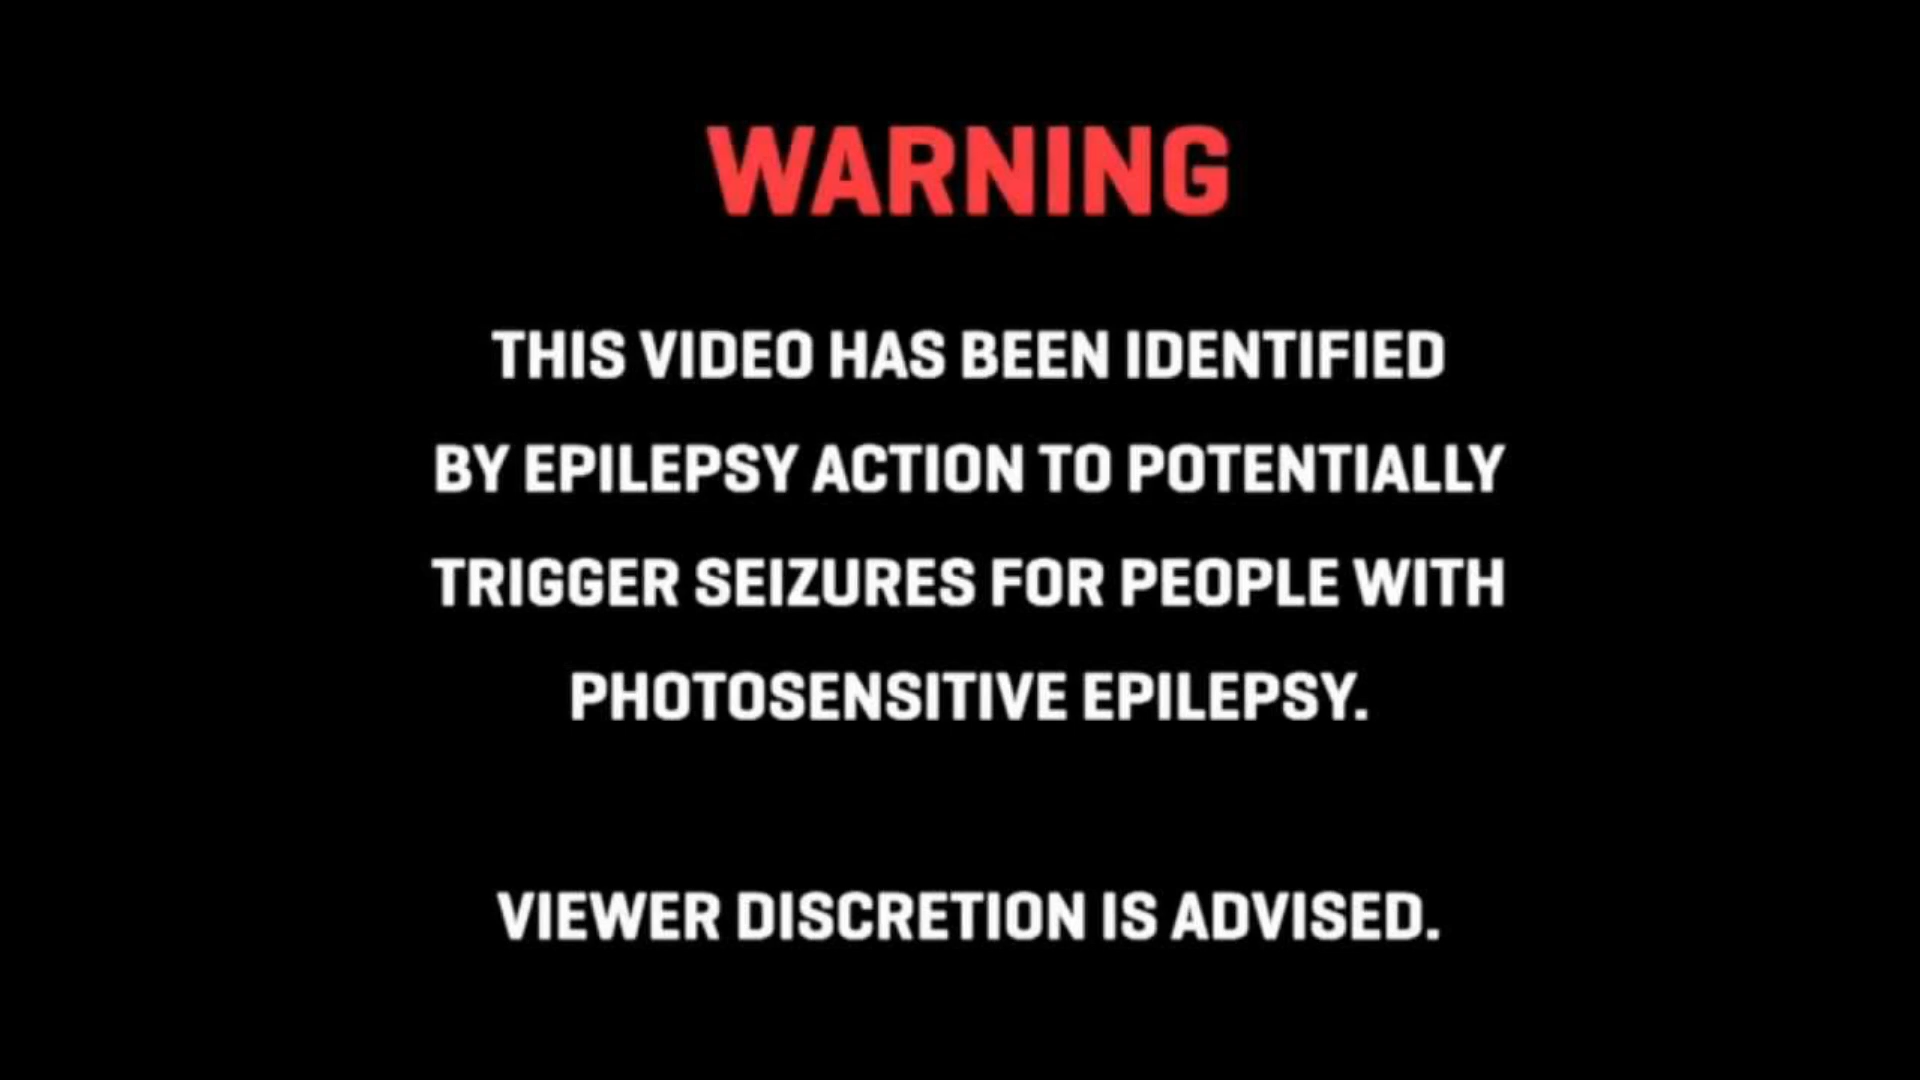 WARNING
THIS VIDEO HAS BEEN IDENTIFIED
BY EPILEPSY ACTION TO POTENTIALLY
TRIGGER SEIZURES FOR PEOPLE WITH
PHOTOSENSITIVE EPILEPSY.
VIEWER DISCRETION IS ADVISED.